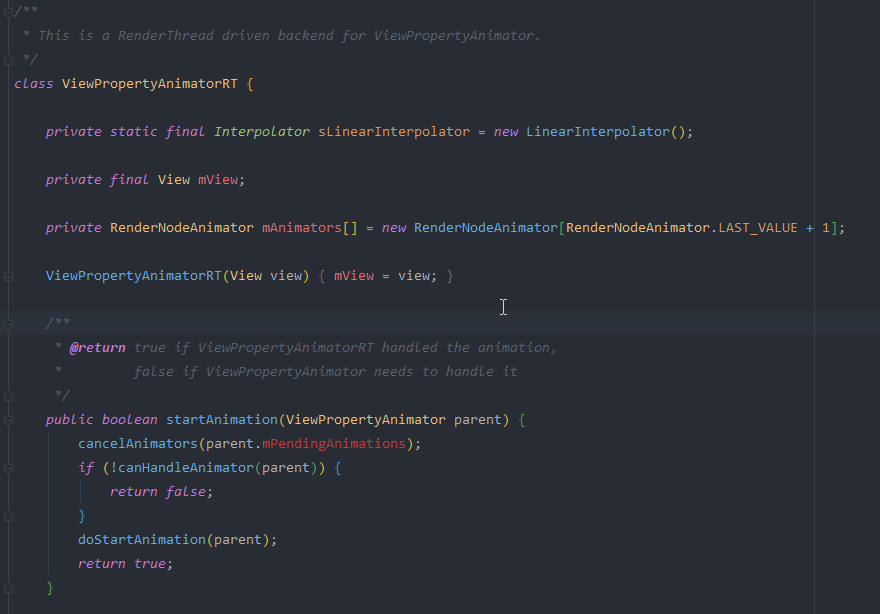 /**
 * This is a RenderThread driven backend for ViewPropertyAnimator.
 */
class ViewPropertyAnimatorRT {
    private static final Interpolator sLinearInterpolator = new LinearInterpolator();
    private final View mView;
    private RenderNodeAnimator mAnimators[] = new RenderNodeAnimator[RenderNodeAnimator.LAST_VALUE + 1];
    ViewPropertyAnimatorRT(View view) { mView = view; }
    /**
     * @return true if ViewPropertyAnimatorRT handled the animation,
     *         false if ViewPropertyAnimator needs to handle it
     */
    public boolean startAnimation(ViewPropertyAnimator parent) {
        cancelAnimators(parent.mPendingAnimations);
        if (!canHandleAnimator(parent)) {
            return false;
        }
        doStartAnimation(parent);
        return true;
    }